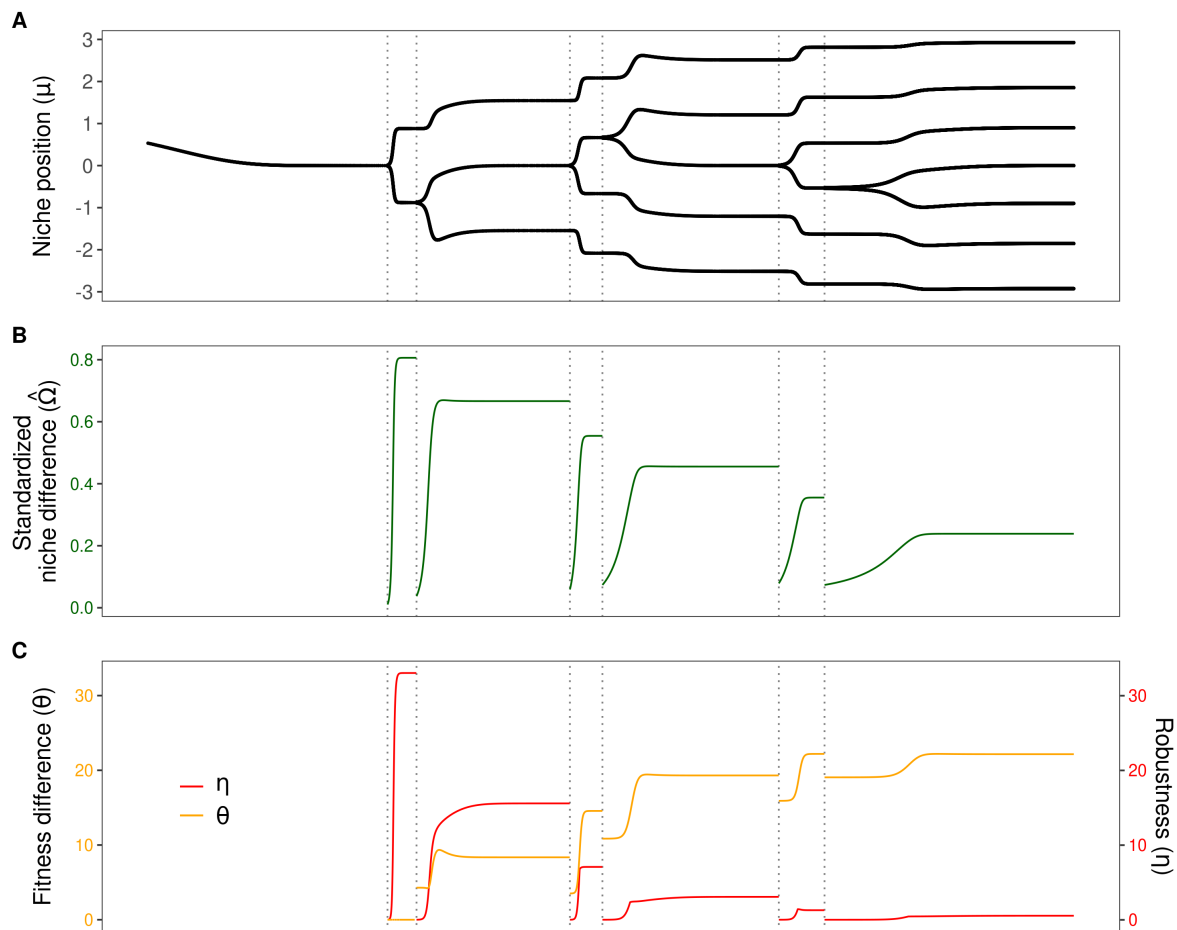 A
Niche position (μ)
3
2
1
0
-1
-2
-3
B
Standardized
niche difference (Ω̂)
0.8
0.6
0.4
0.2
0.0
C
Fitness difference (θ)
30
20
10
0
η
θ
30
20
10
0
Robustness (η)